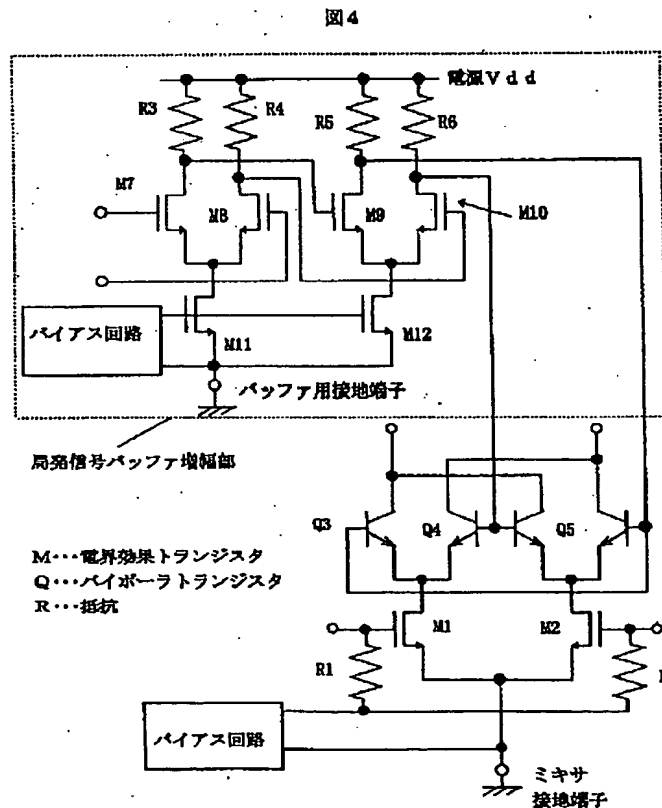 図4
電源Vdd
R3
R4
R5
R6
M7
M8
M9
M10
バイアス回路
M11
M12
バッファ用接地端子
局発信号バッファ増幅部
Q3
Q4
Q5
M・・・電界効果トランジスタ
Q・・・バイポーラトランジスタ
R・・・抵抗
M1
M2
R1
バイアス回路
ミキサ
接地端子